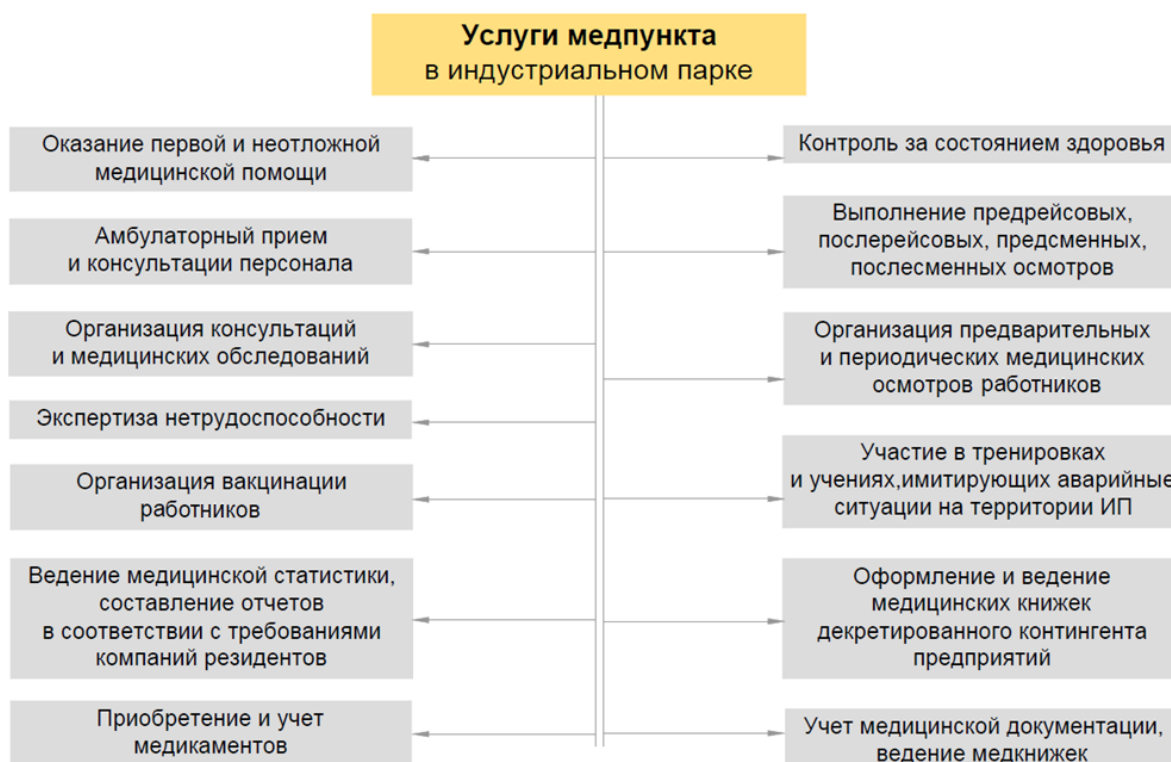 Услуги медпункта
в индустриальном парке
Оказание первой и неотложной
медицинской помощи
Амбулаторный прием
и консультации персонала
Организация консультаций
и медицинских обследований
Экспертиза нетрудоспособности
Организация вакцинации
работников
Ведение медицинской статистики,
составление отчетов
в соответствии с требованиями
компаний резидентов
Приобретение и учет
медикаментов
Контроль за состоянием здоровья
Выполнение предрейсовых,
послерейсовых, предсменных,
послесменных осмотров
Организация предварительных
и периодических медицинских
осмотров работников
Участие в тренировках
и учениях,имитирующих аварийные
ситуации на территории ИП
Оформление и ведение
медицинских книжек
декретированного контингента
предприятий
Учет медицинской документации,
ведение медкнижек